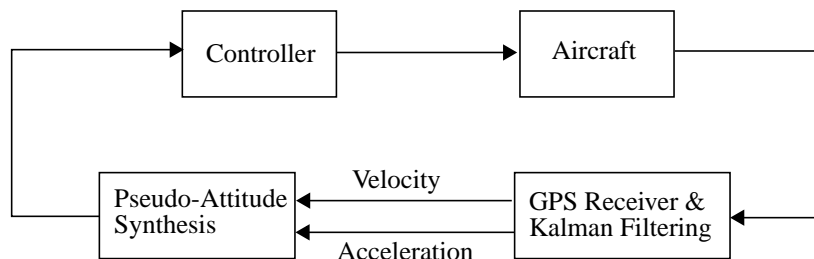 Controller
Aircraft
Pseudo-Attitude
Synthesis
Velocity
Acceleration
GPS Receiver &
Kalman Filtering